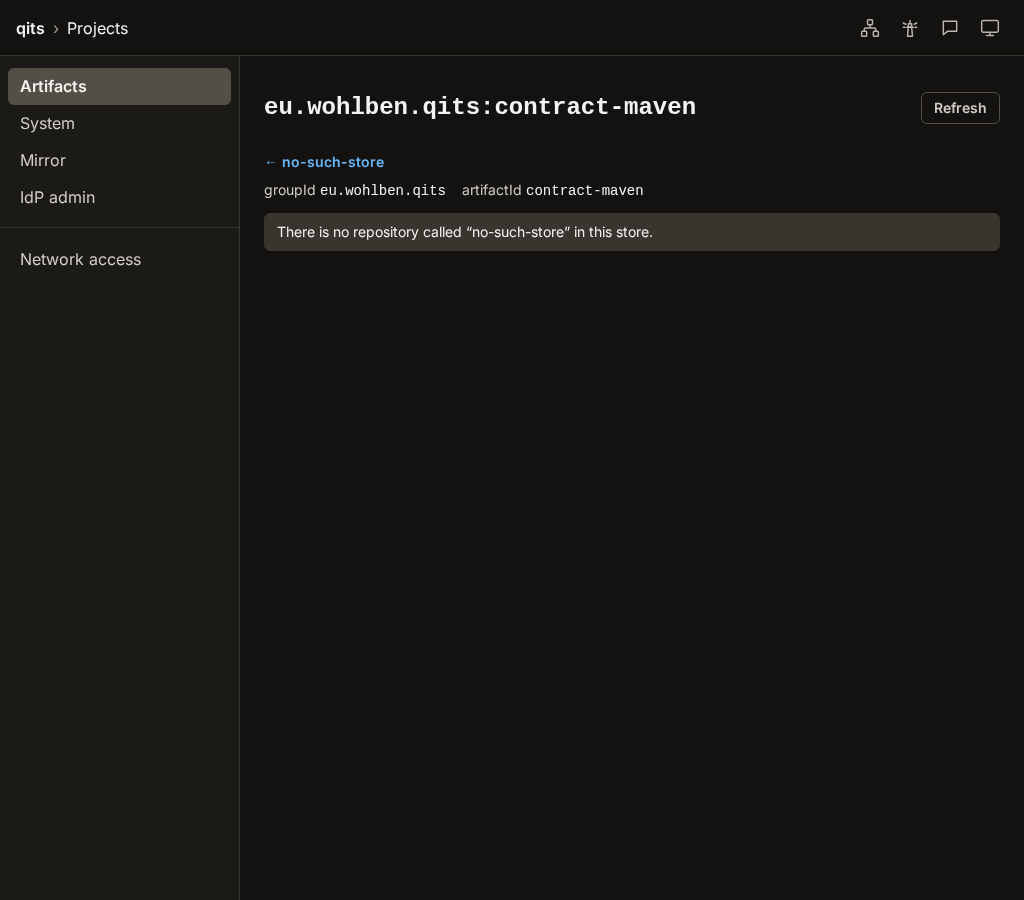 qits › Projects
Artifacts
System
Mirror
IdP admin
Network access
eu.wohlben.qits:contract-maven
Refresh
← no-such-store
groupId eu.wohlben.qits artifactId contract-maven
There is no repository called “no-such-store” in this store.